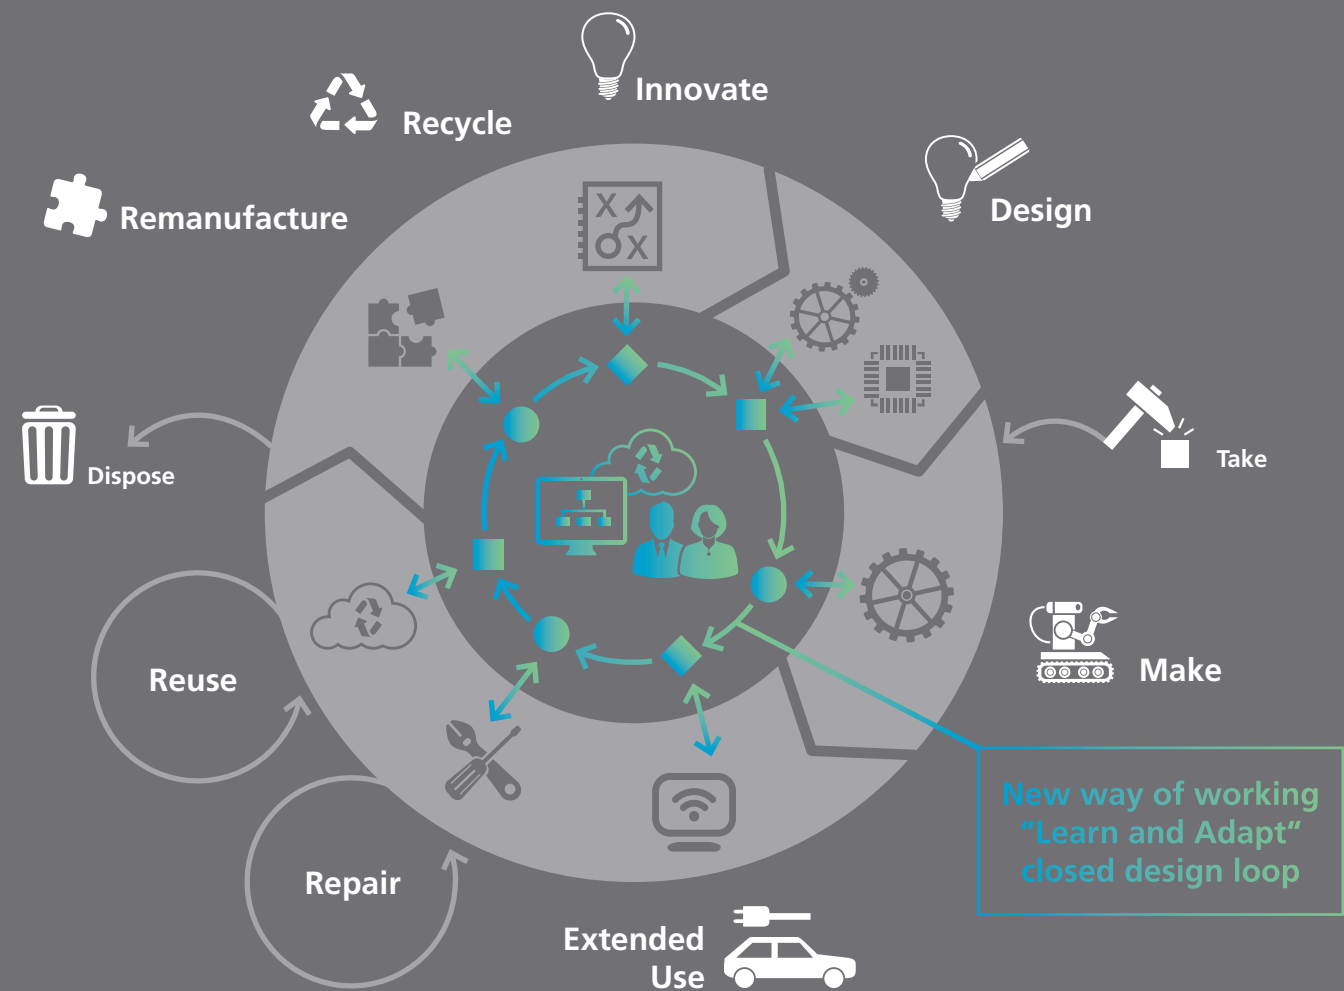 Innovate
Recycle
Design
Remanufacture
X
X
Take
Dispose
Make
Reuse
New way of working
“Learn and Adapt“
closed design loop
Repair
Extended
Use